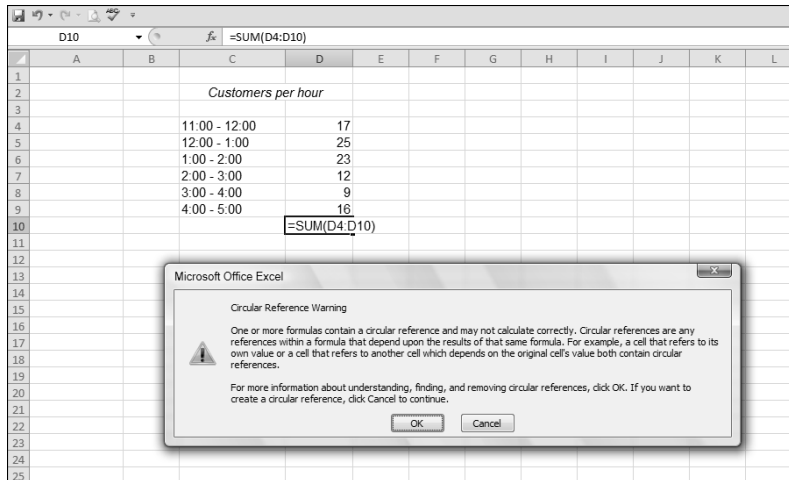 ABC
D10 fx =SUM(D4:D10)
A B C D E F G H I J K L
1
2 Customers per hour
3
4 11:00 - 12:00 17
5 12:00 - 1:00 25
6 1:00 - 2:00 23
7 2:00 - 3:00 12
8 3:00 - 4:00 9
9 4:00 - 5:00 16
10 =SUM(D4:D10)
11
12
13 Microsoft Office Excel x
14
15 Circular Reference Warning
16 One or more formulas contain a circular reference and may not calculate correctly. Circular references are any
17 references within a formula that depend upon the results of that same formula. For example, a cell that refers to its
18 own value or a cell that refers to another cell which depends on the original cell's value both contain circular
references.
19
20 For more information about understanding, finding, and removing circular references, click OK. If you want to
21 create a circular reference, click Cancel to continue.
22 OK Cancel
23
24
25